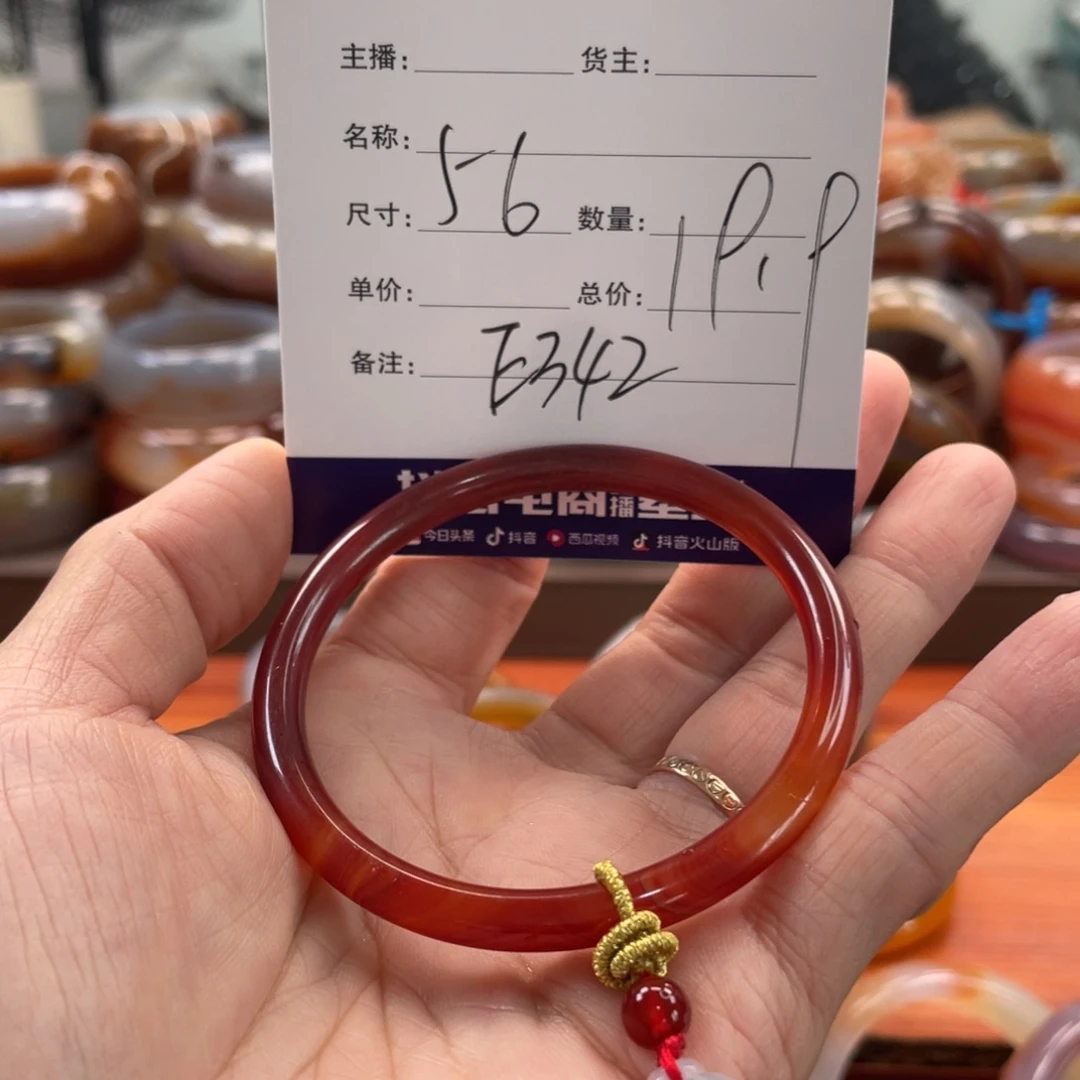 主播: 货主:
名称:
尺寸: 56 数量:
单价: 总价:
备注: E342
今日头条 抖音 西瓜视频 抖音火山版